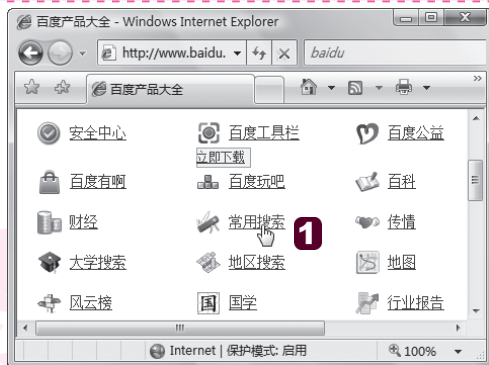 百度产品大全 - Windows Internet Explorer
http://www.baidu. baidu
百度产品大全
安全中心 百度工具栏 百度公益
立即下载
百度有啊 百度玩吧 百科
财经 常用搜索 1 传情
大学搜索 地区搜索 地图
风云榜 国 国学 行业报告
Internet | 保护模式: 启用 100%